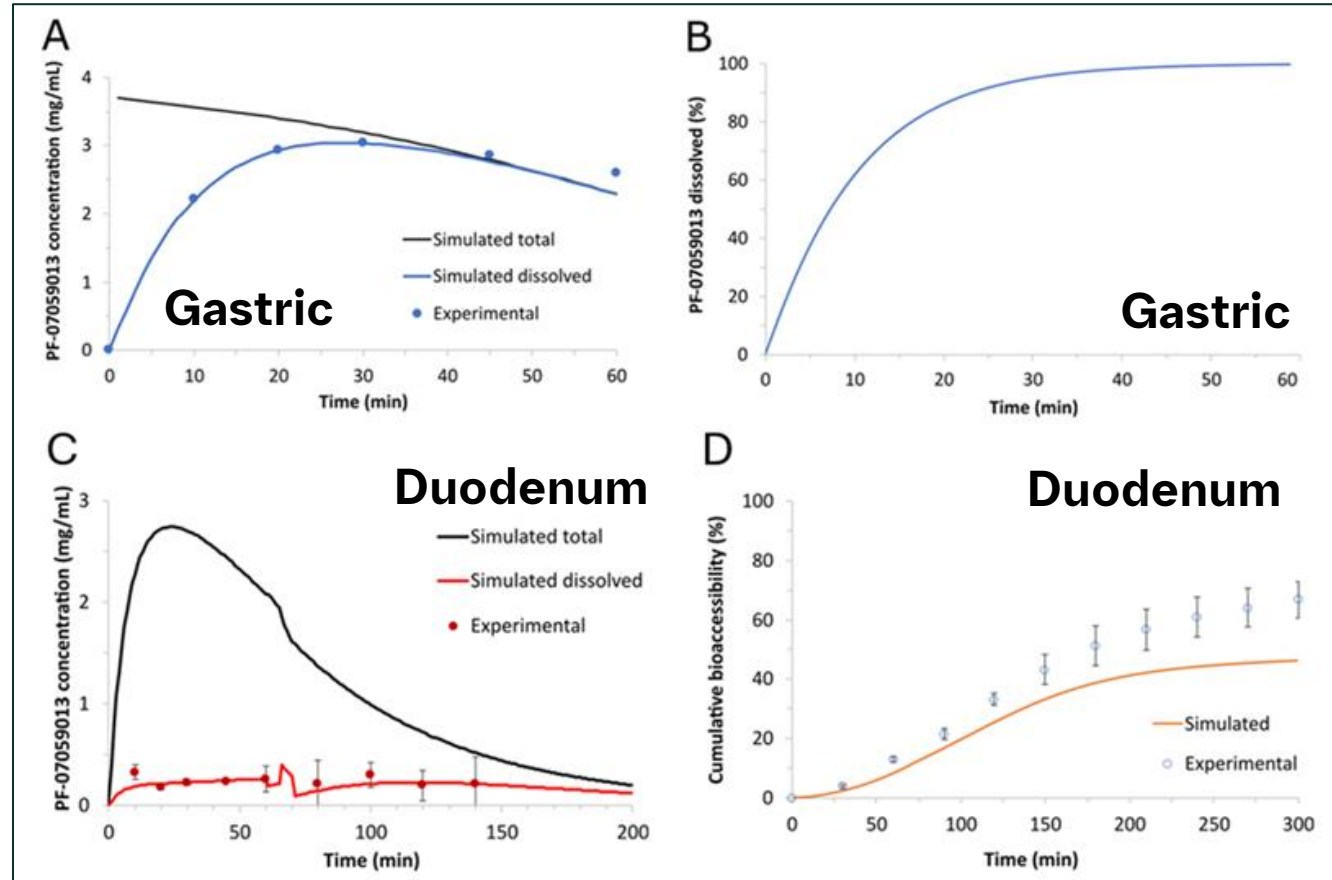 A
PF-07059013 concentration (mg/mL)
4
3
2
1
0
0 10 20 30 40 50 60
Time (min)
Simulated total
Simulated dissolved
Experimental
Gastric
B
PF-07059013 dissolved (%)
100
80
60
40
20
0
0 10 20 30 40 50 60
Time (min)
Gastric
C
Duodenum
PF-07059013 concentration (mg/mL)
3
2
1
0
0 50 100 150 200
Time (min)
Simulated total
Simulated dissolved
Experimental
D
Duodenum
Cumulative bioaccessibility (%)
100
80
60
40
20
0
0 50 100 150 200 250 300
Time (min)
Simulated
Experimental